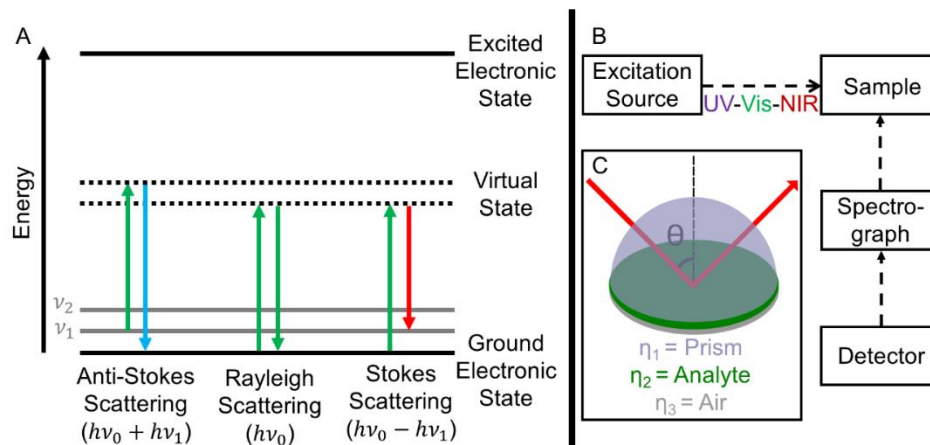 A
Energy
Excited
Electronic
State
Virtual
State
ν₂
ν₁
Ground
Electronic
State
Anti-Stokes
Scattering
(hν₀ + hν₁)
Rayleigh
Scattering
(hν₀)
Stokes
Scattering
(hν₀ − hν₁)
B
Excitation
Source
UV-Vis-NIR
Sample
Spectro-
graph
Detector
C
θ
η₁ = Prism
η₂ = Analyte
η₃ = Air